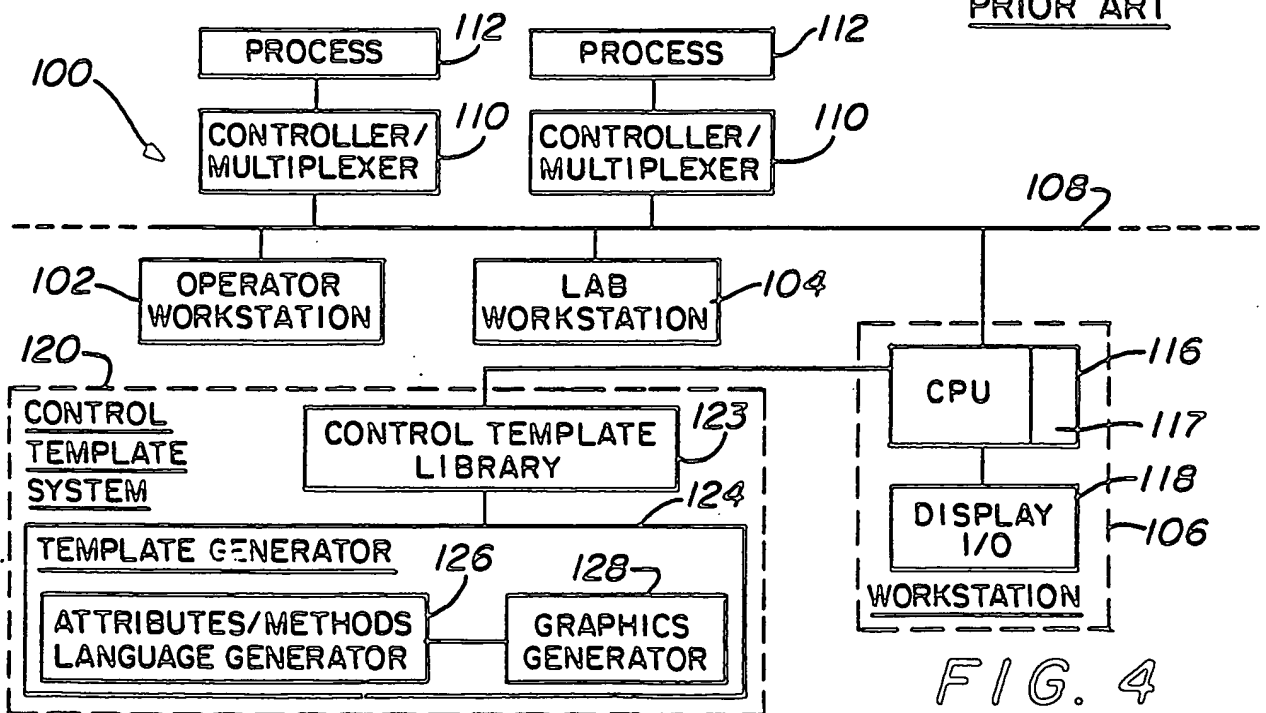 PRIOR ART
PROCESS
112
PROCESS
112
100
CONTROLLER/
MULTIPLEXER
110
CONTROLLER/
MULTIPLEXER
110
108
102
OPERATOR
WORKSTATION
LAB
WORKSTATION
104
120
CONTROL
TEMPLATE
SYSTEM
CONTROL TEMPLATE
LIBRARY
123
CPU
116
117
124
TEMPLATE GENERATOR
126
128
ATTRIBUTES/METHODS
LANGUAGE GENERATOR
GRAPHICS
GENERATOR
DISPLAY
I/O
118
106
WORKSTATION
FIG. 4